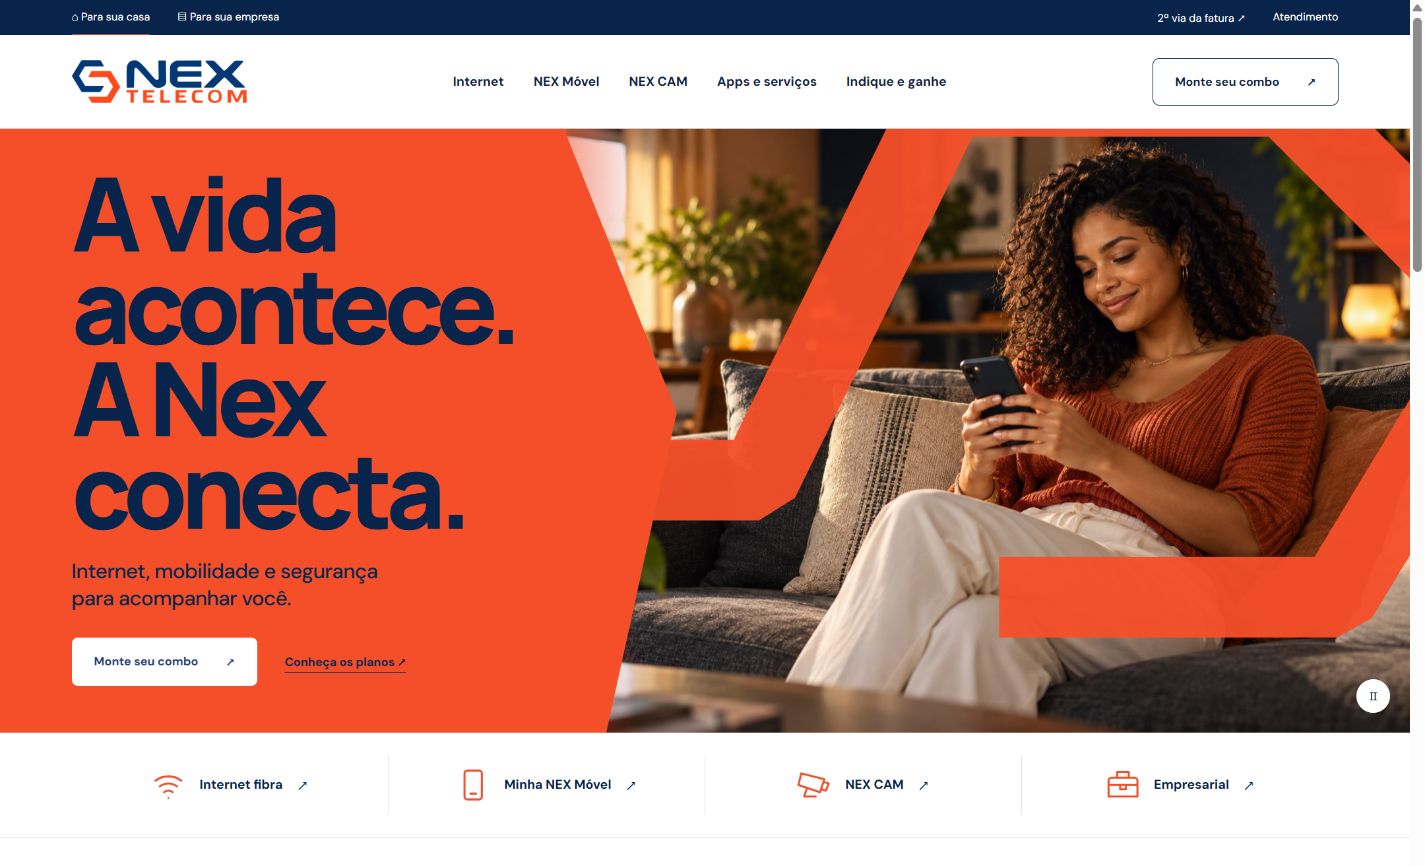 Para sua casa
Para sua empresa
2ª via da fatura ↗
Atendimento
NEX
TELECOM
Internet
NEX Móvel
NEX CAM
Apps e serviços
Indique e ganhe
Monte seu combo ↗
A vida
acontece.
A Nex
conecta.
Internet, mobilidade e segurança
para acompanhar você.
Monte seu combo ↗
Conheça os planos ↗
Internet fibra ↗
Minha NEX Móvel ↗
NEX CAM ↗
Empresarial ↗